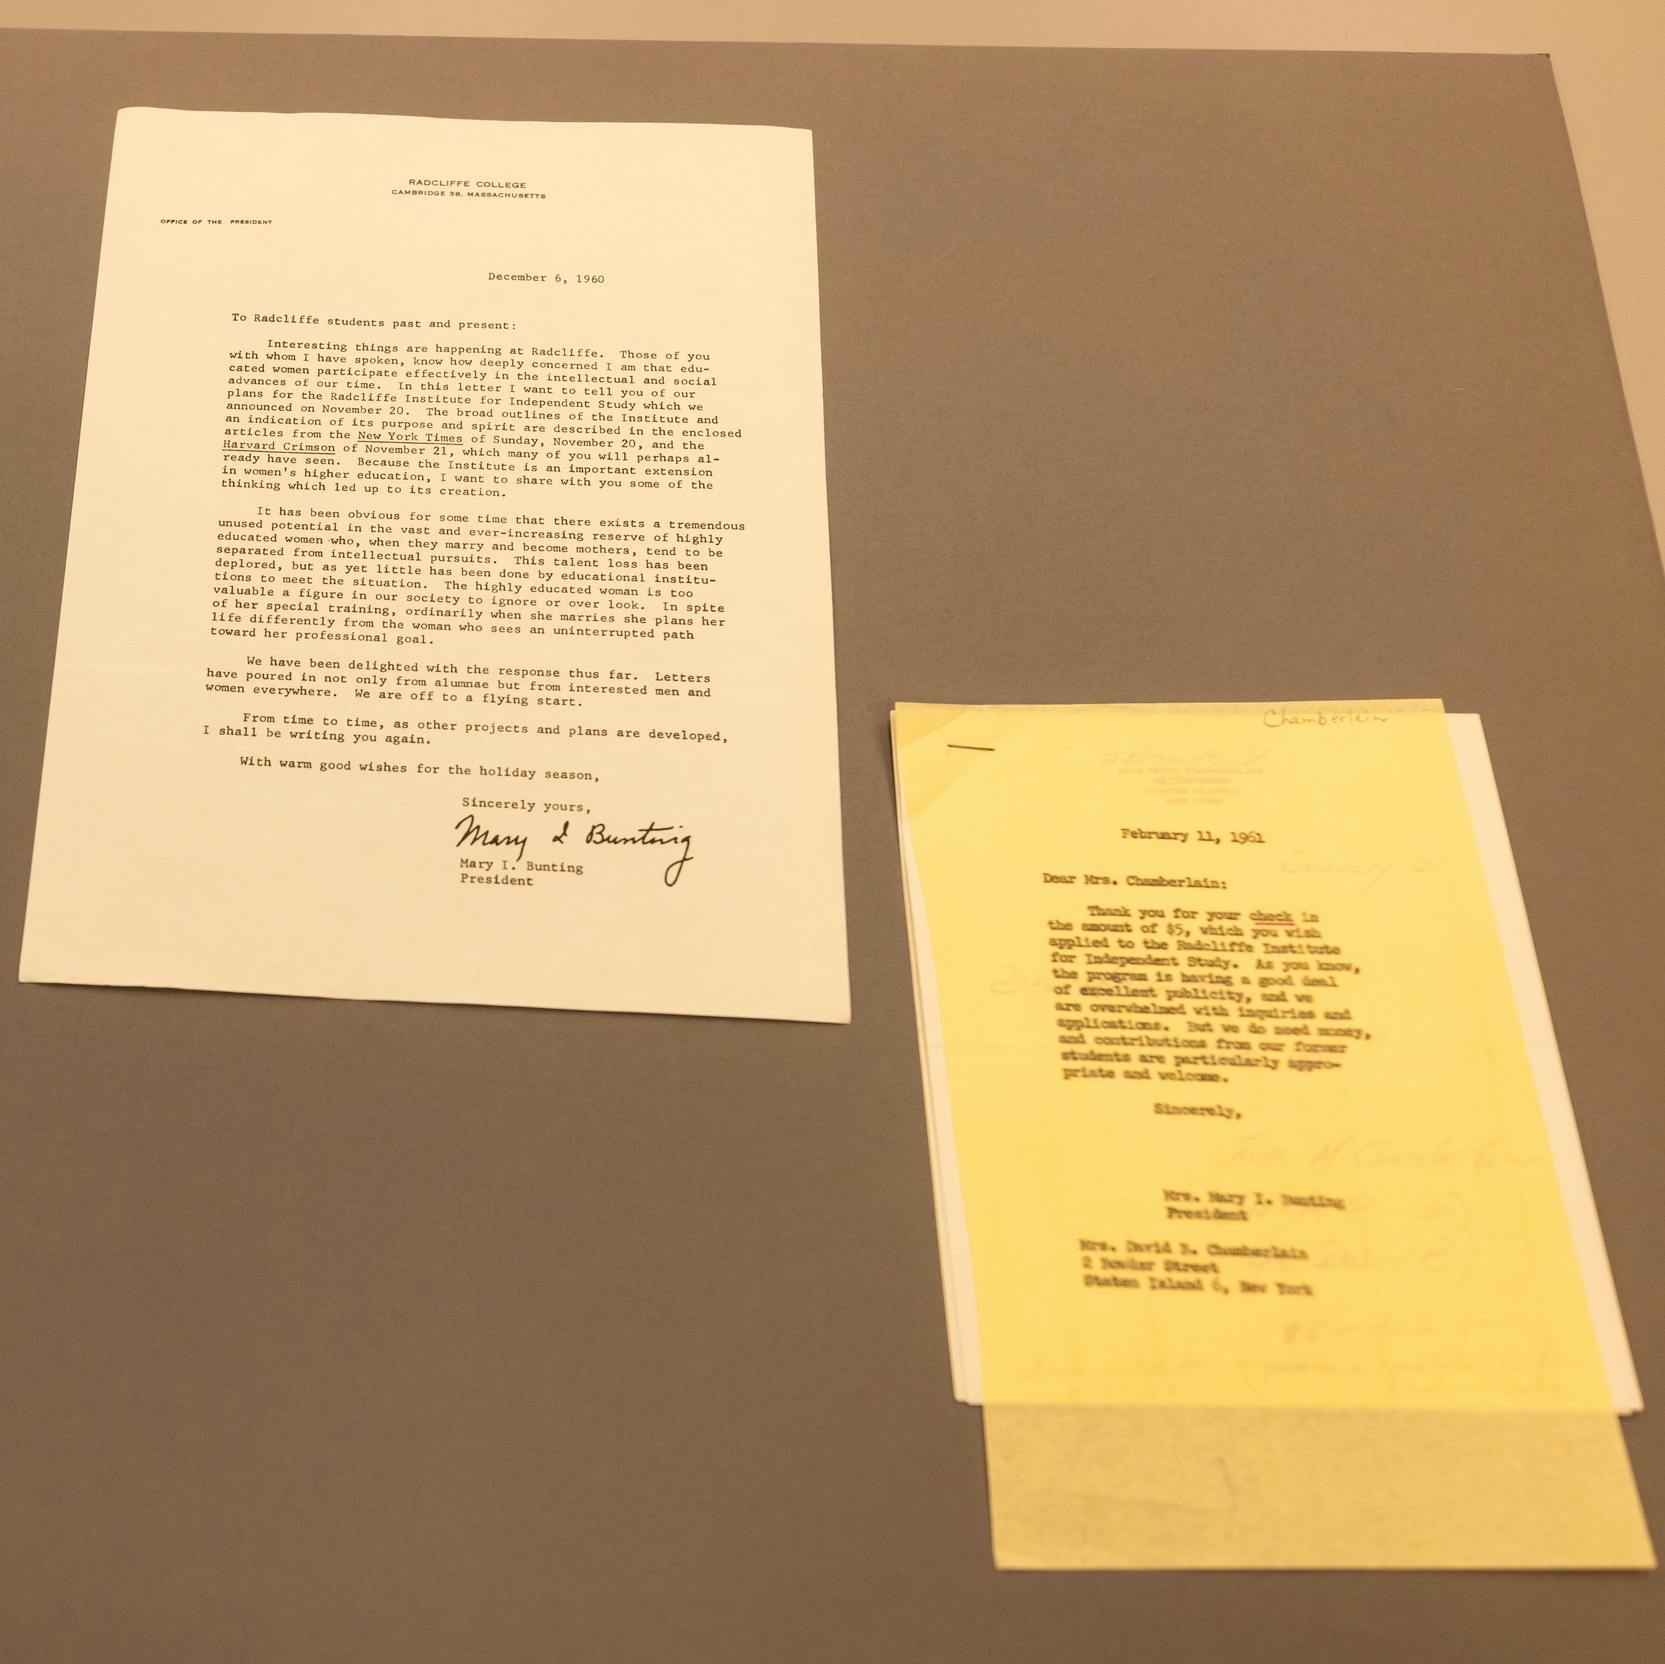 RADCLIFFE COLLEGE
CAMBRIDGE 38, MASSACHUSETTS
OFFICE OF THE PRESIDENT
December 6, 1960
To Radcliffe students past and present:
Interesting things are happening at Radcliffe. Those of you
with whom I have spoken, know how deeply concerned I am that edu-
cated women participate effectively in the intellectual and social
advances of our time. In this letter I want to tell you of our
plans for the Radcliffe Institute for Independent Study which we
announced on November 20. The broad outlines of the Institute and
an indication of its purpose and spirit are described in the enclosed
articles from the New York Times of Sunday, November 20, and the
Harvard Crimson of November 21, which many of you will perhaps al-
ready have seen. Because the Institute is an important extension
in women's higher education, I want to share with you some of the
thinking which led up to its creation.
It has been obvious for some time that there exists a tremendous
unused potential in the vast and ever-increasing reserve of highly
educated women who, when they marry and become mothers, tend to be
separated from intellectual pursuits. This talent loss has been
deplored, but as yet little has been done by educational institu-
tions to meet the situation. The highly educated woman is too
valuable a figure in our society to ignore or over look. In spite
of her special training, ordinarily when she marries she plans her
life differently from the woman who sees an uninterrupted path
toward her professional goal.
We have been delighted with the response thus far. Letters
have poured in not only from alumnae but from interested men and
women everywhere. We are off to a flying start.
From time to time, as other projects and plans are developed,
I shall be writing you again.
With warm good wishes for the holiday season,
Sincerely yours,
Mary I Bunting
Mary I. Bunting
President
Chamberlain
February 11, 1961
Dear Mrs. Chamberlain:
Thank you for your check in
the amount of $5, which you wish
applied to the Radcliffe Institute
for Independent Study. As you know,
the program is having a good deal
of excellent publicity, and we
are overwhelmed with inquiries and
applications. But we do need money,
and contributions from our former
students are particularly appro-
priate and welcome.
Sincerely,
Mrs. Mary I. Bunting
President
Mrs. David B. Chamberlain
2 Street
Staten Island 6, New York